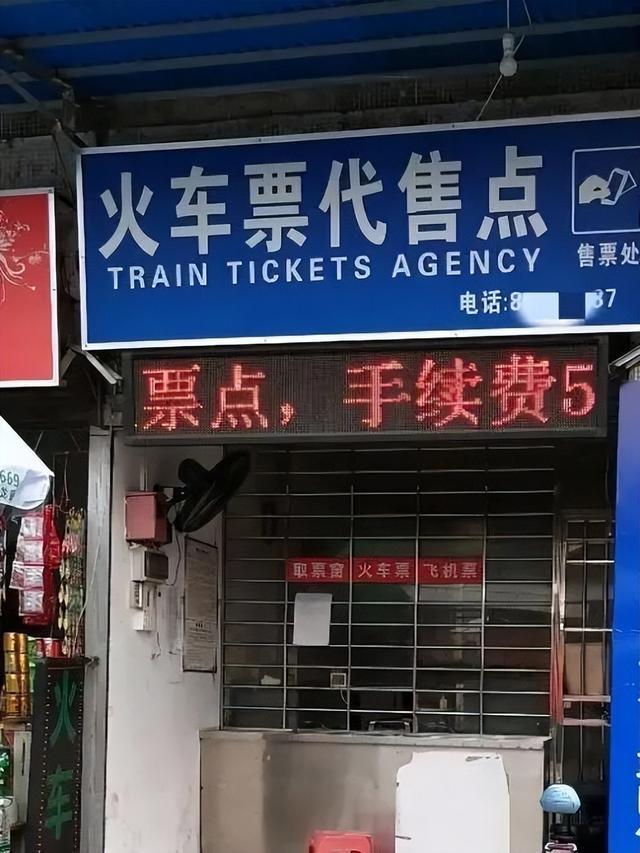 火车票代售点
TRAIN TICKETS AGENCY
售票处
电话:8 37
票点，手续费5
取票窗 火车票 飞机票
669
火车